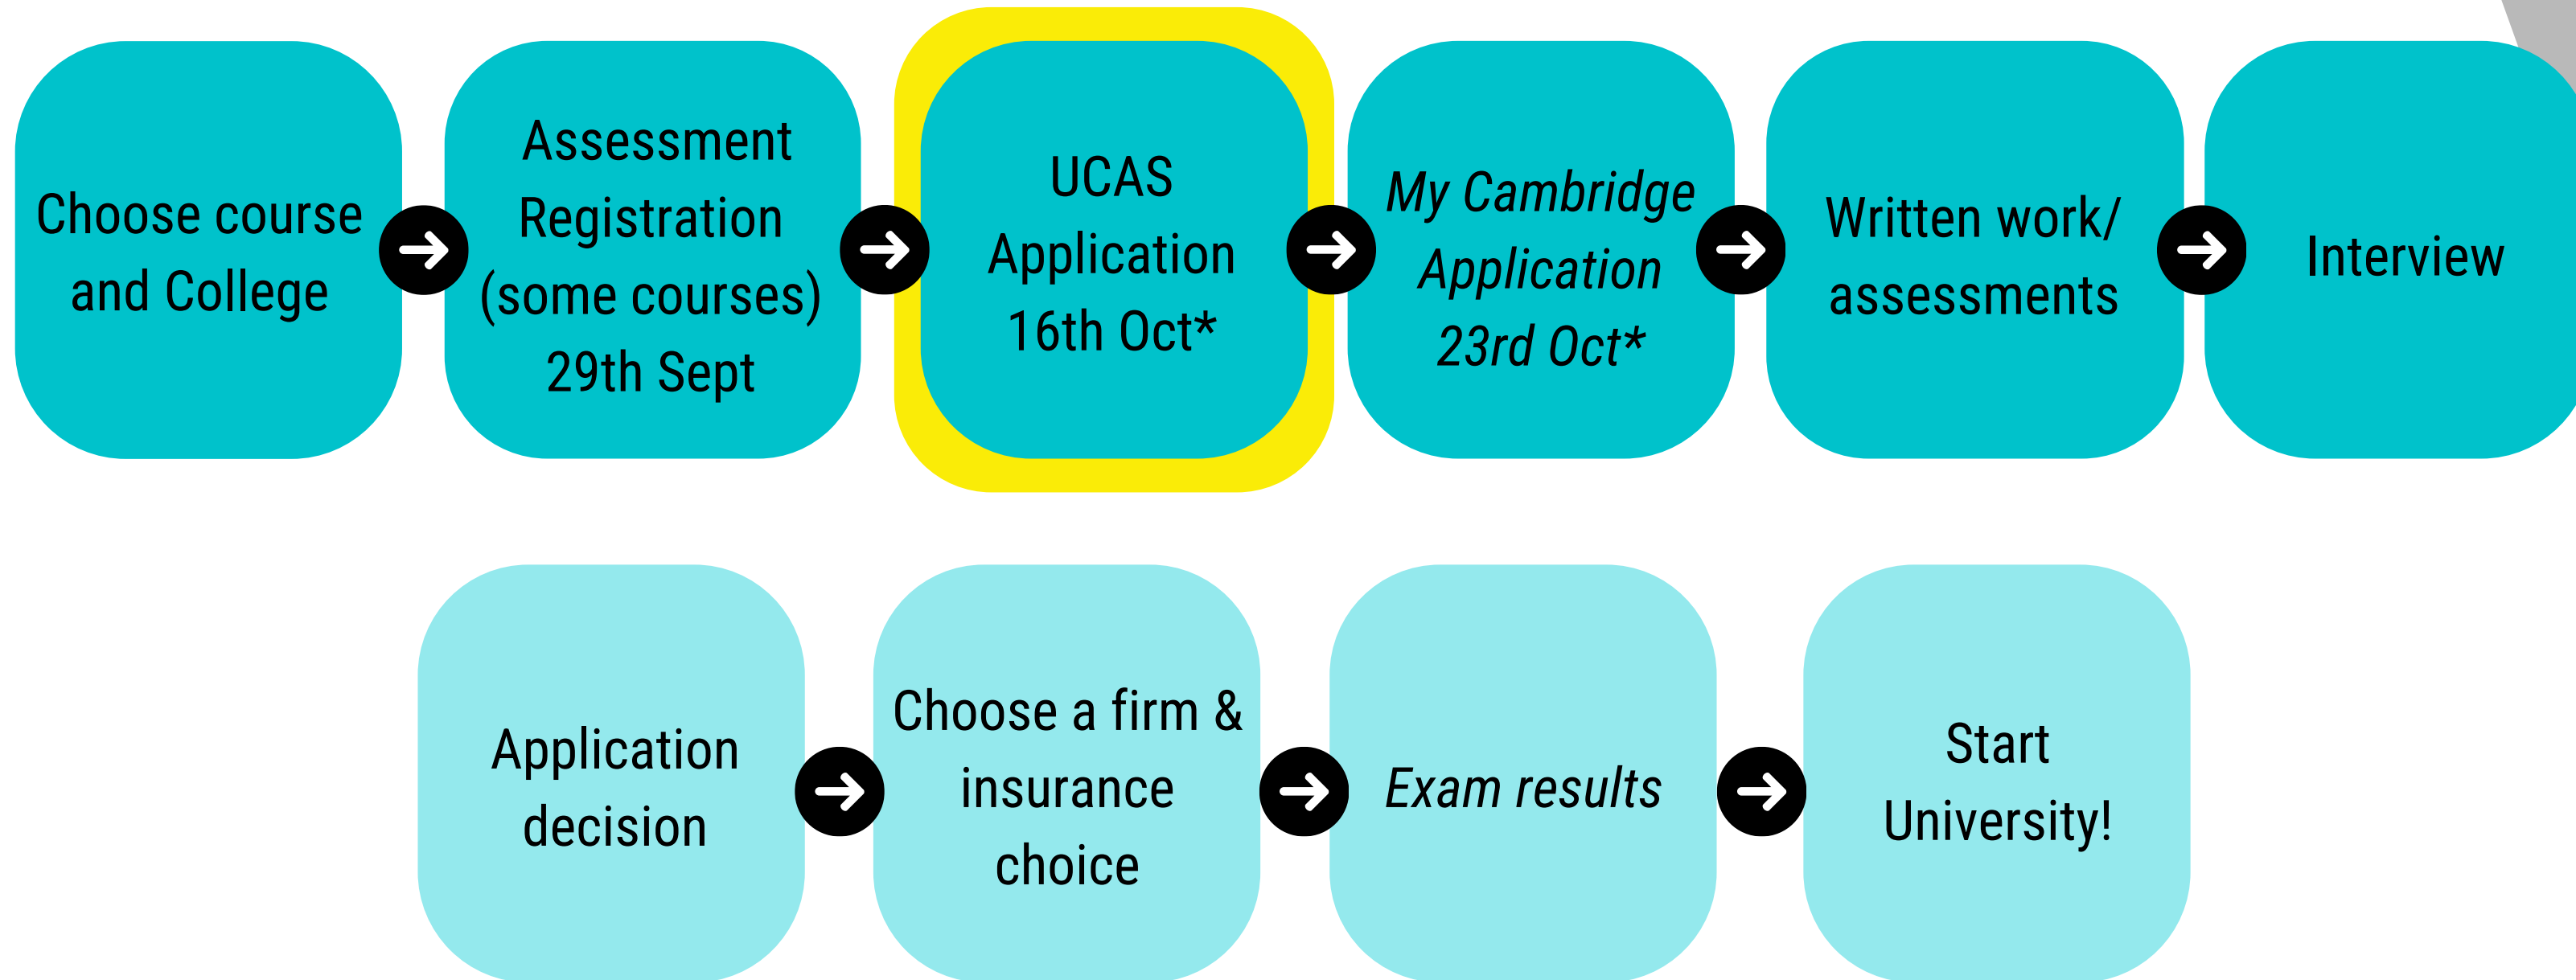 Choose course
and College
Assessment
Registration
(some courses)
29th Sept
UCAS
Application
16th Oct*
My Cambridge
Application
23rd Oct*
Written work/
assessments
Interview
Application
decision
Choose a firm &
insurance
choice
Exam results
Start
University!